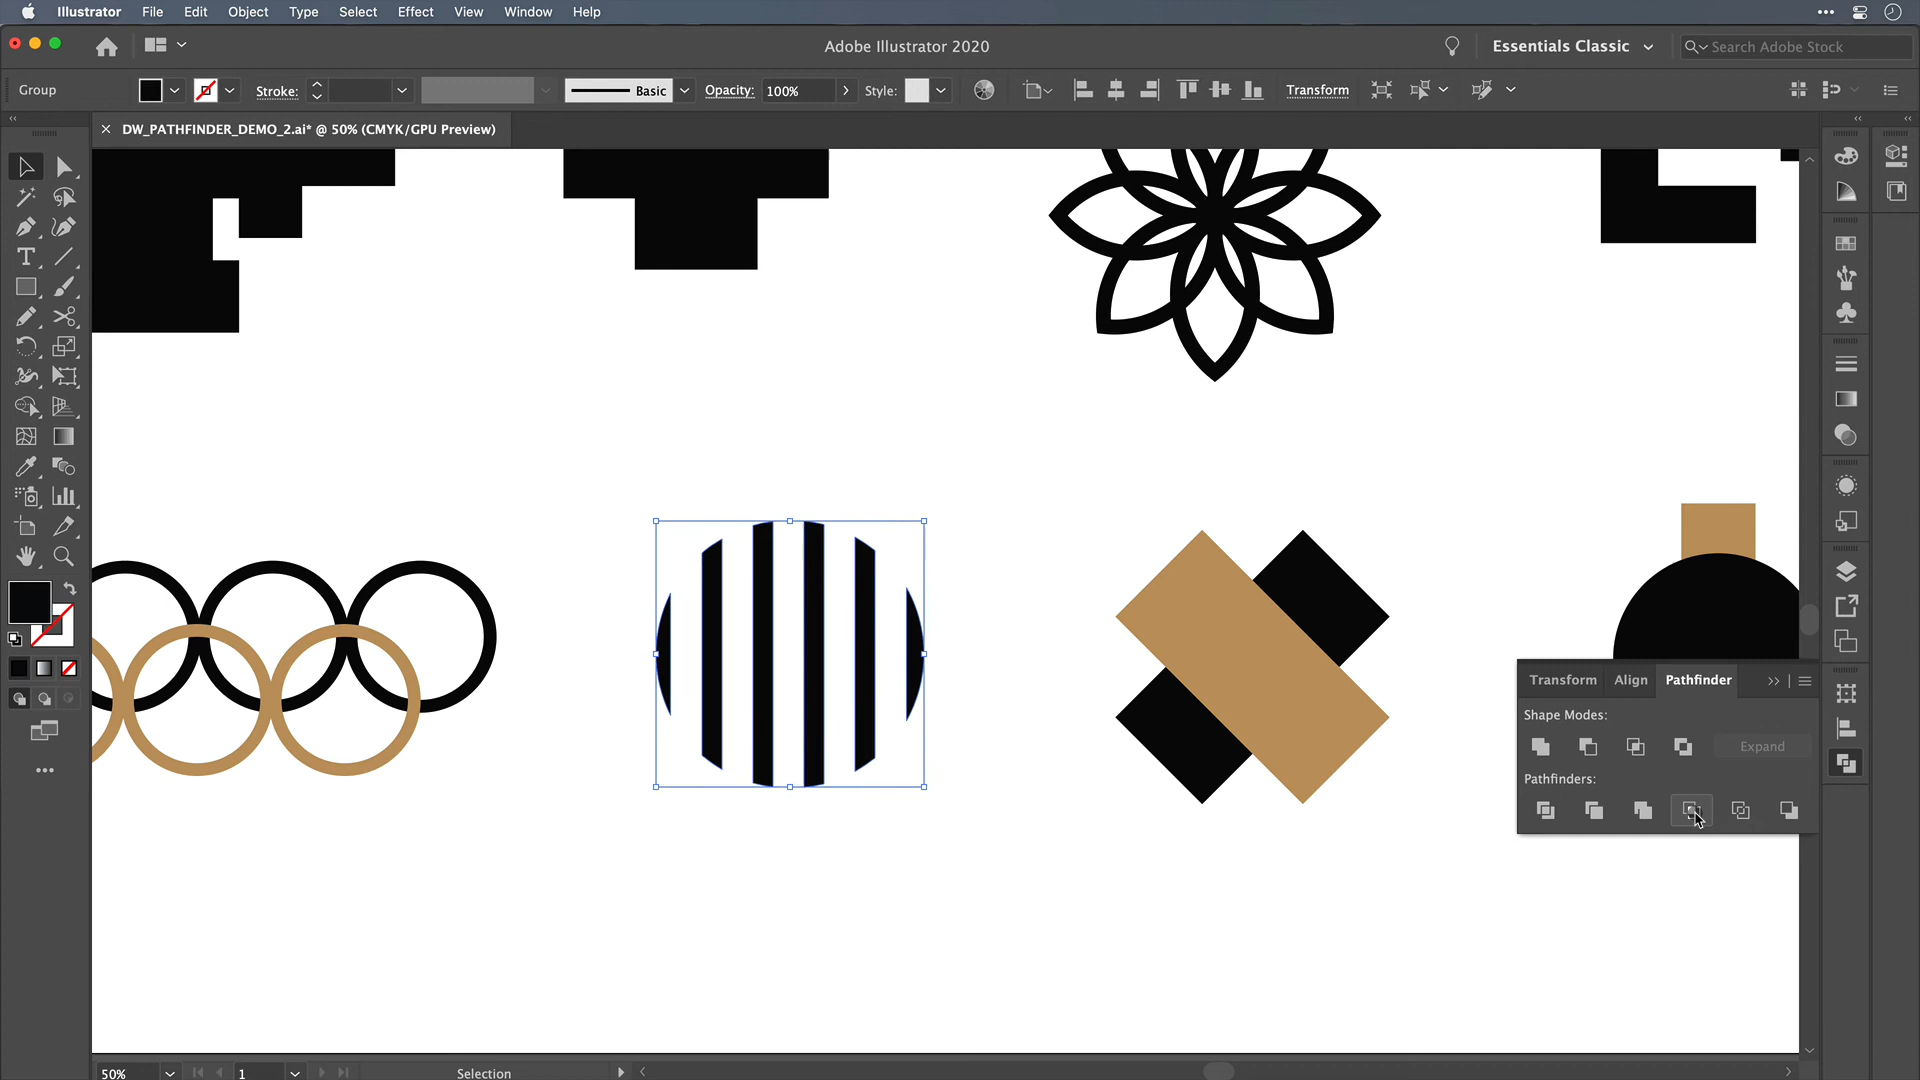 Illustrator File Edit Object Type Select Effect View Window Help
Adobe Illustrator 2020
Essentials Classic
Search Adobe Stock
Group
Stroke:
Basic
Opacity: 100%
Style:
Transform
DW_PATHFINDER_DEMO_2.ai* @ 50% (CMYK/GPU Preview)
Transform Align Pathfinder
Shape Modes:
Expand
Pathfinders:
50%
1
Selection